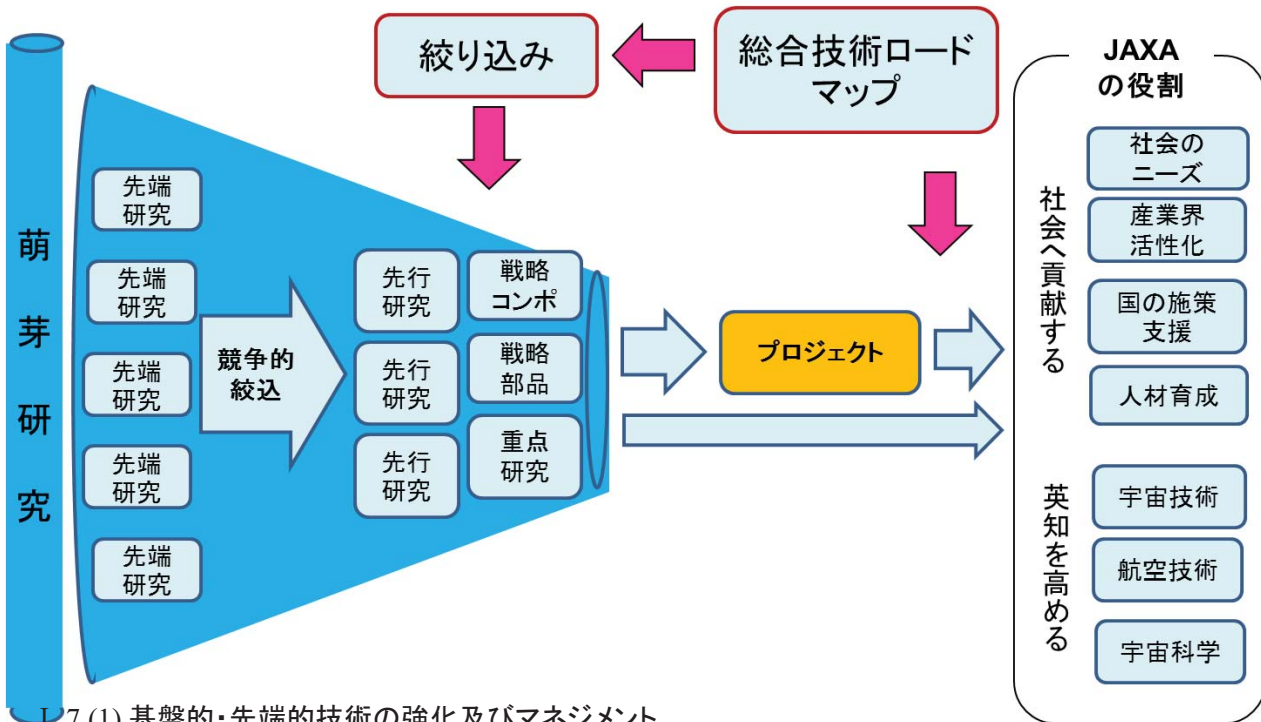 絞り込み
総合技術ロード
マップ
JAXA
の役割
萌
芽
研
究
先端
研究
先端
研究
先端
研究
先端
研究
先端
研究
競争的
絞込
先行
研究
先行
研究
先行
研究
戦略
コンポ
戦略
部品
重点
研究
プロジェクト
社会へ貢献する
社会の
ニーズ
産業界
活性化
国の施策
支援
人材育成
英知を高める
宇宙技術
航空技術
宇宙科学
7 (1) 基盤的・先端的技術の強化及びマネジメント